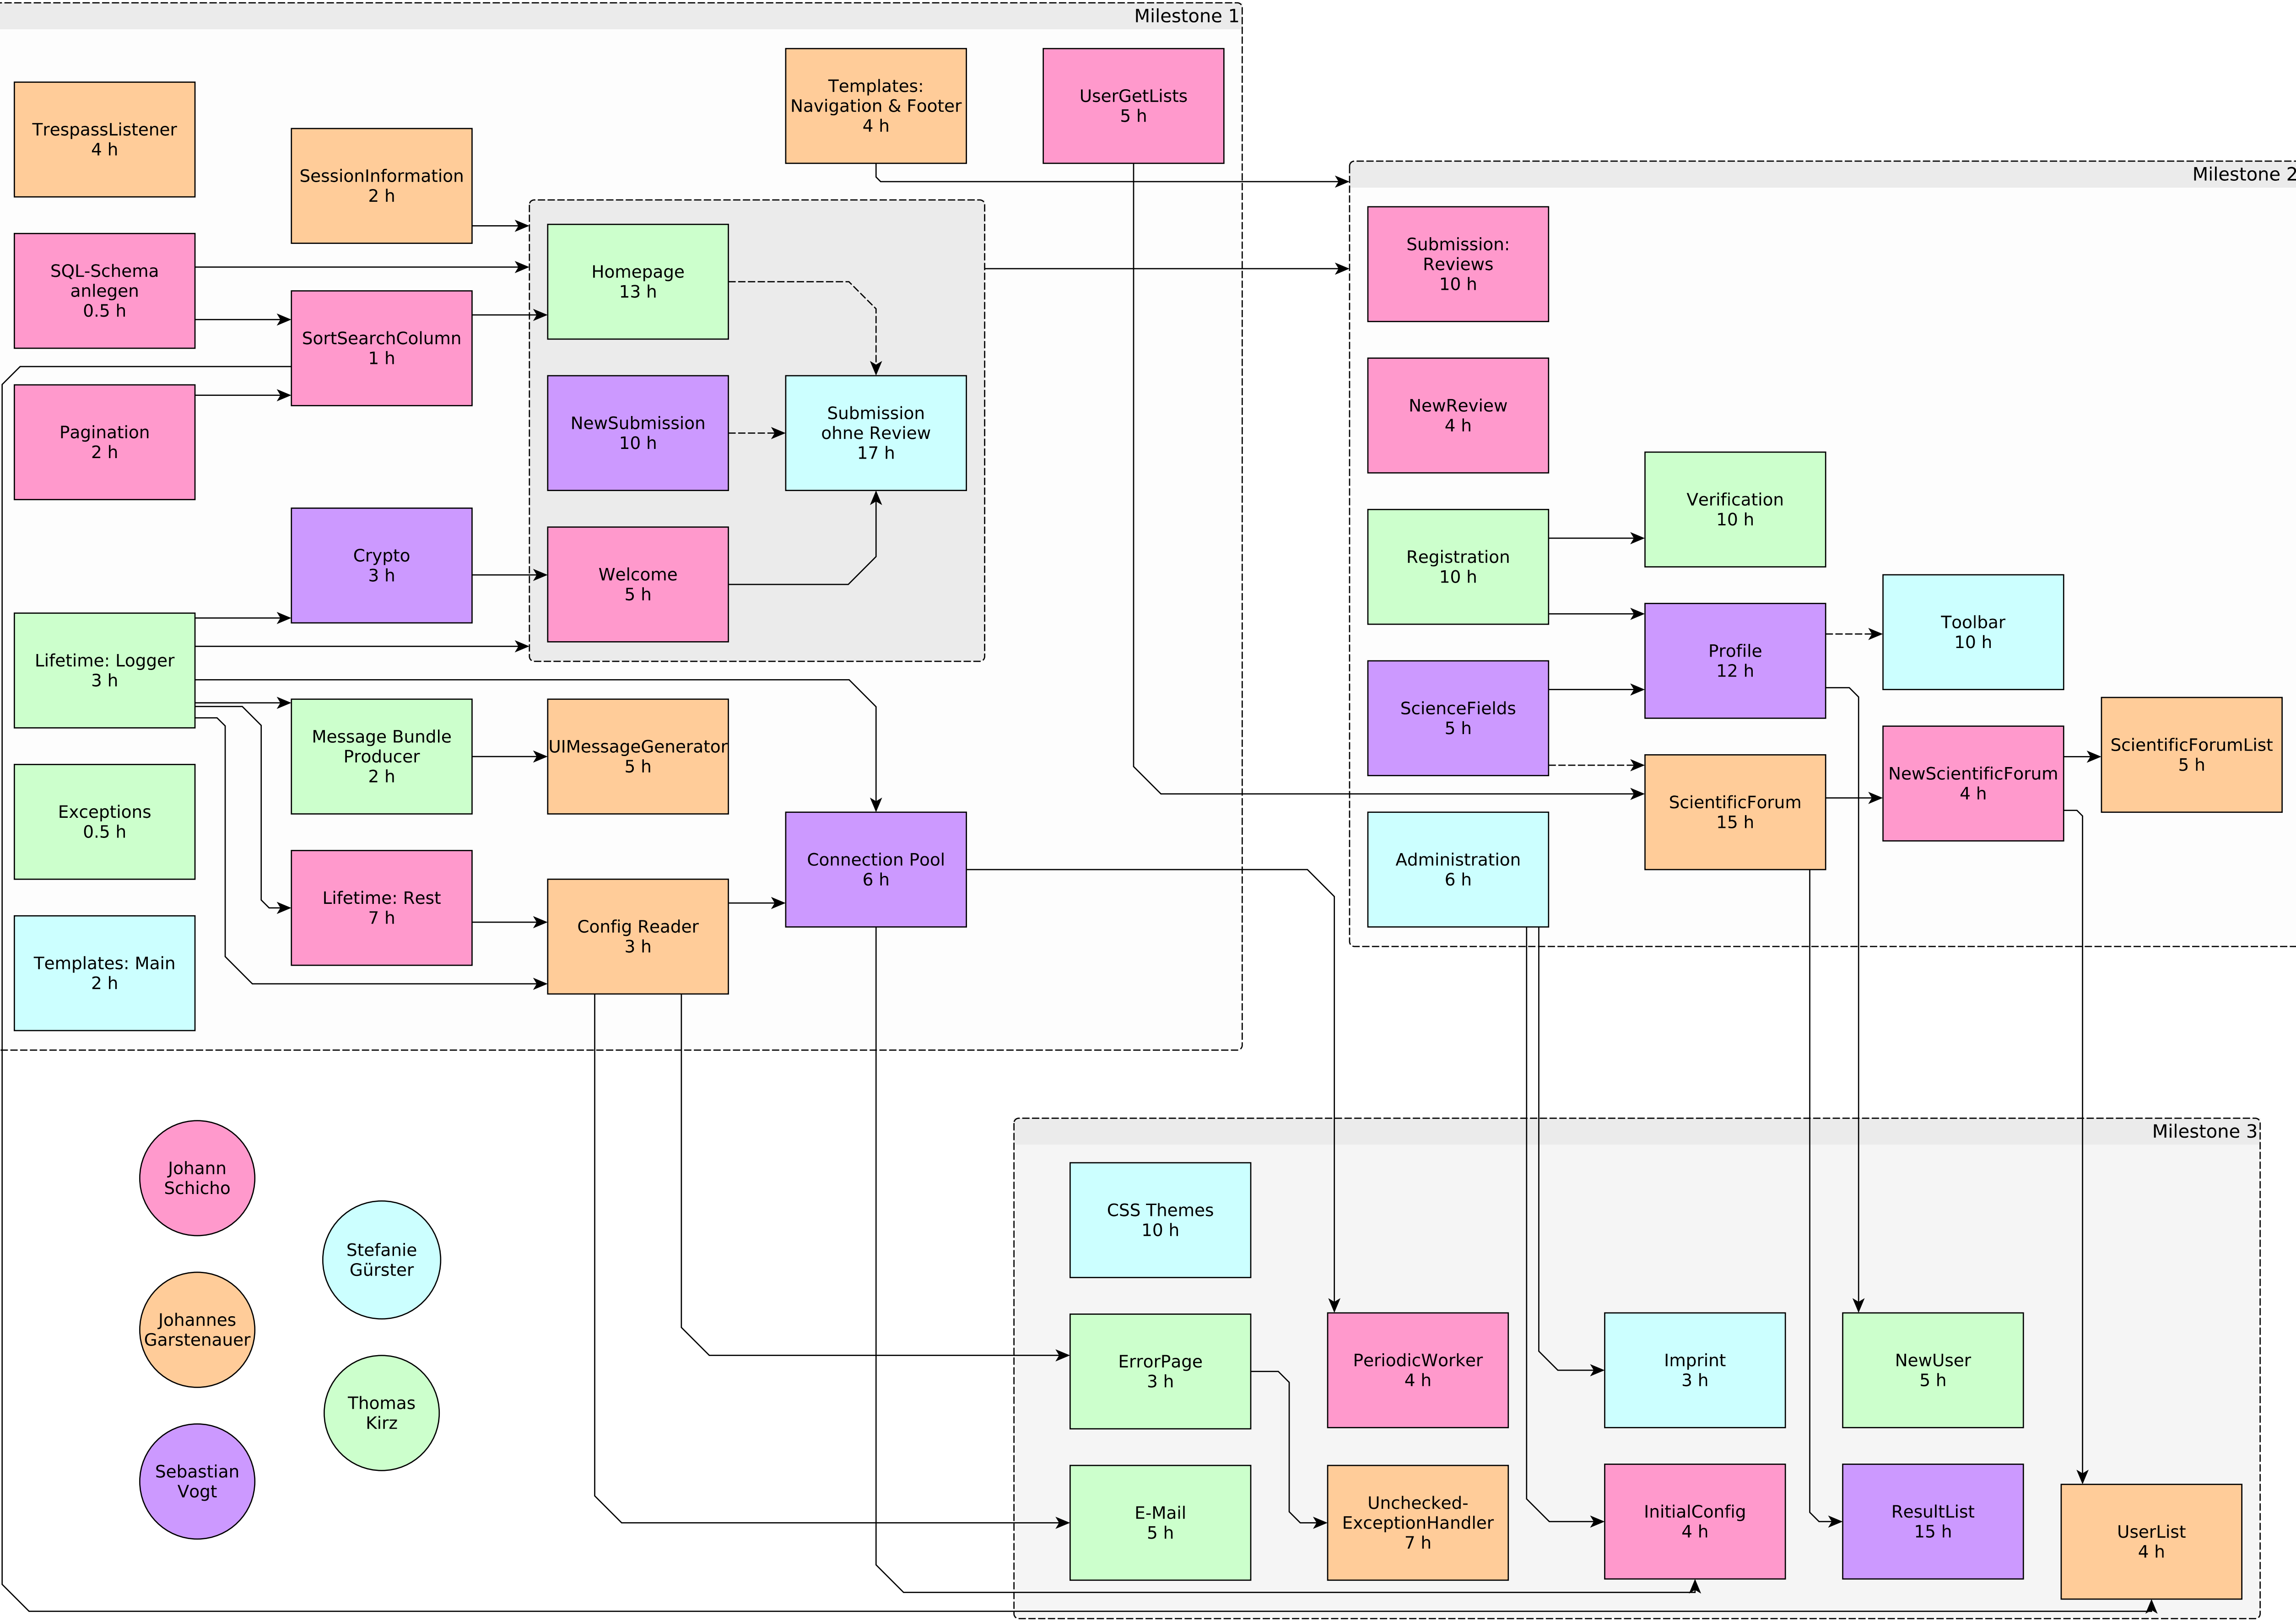 Milestone 1
TrespassListener
4 h
SessionInformation
2 h
Templates:
Navigation & Footer
4 h
UserGetLists
5 h
SQL-Schema
anlegen
0.5 h
SortSearchColumn
1 h
Pagination
2 h
Homepage
13 h
NewSubmission
10 h
Submission
ohne Review
17 h
Crypto
3 h
Welcome
5 h
Lifetime: Logger
3 h
Message Bundle
Producer
2 h
UIMessageGenerator
5 h
Exceptions
0.5 h
Lifetime: Rest
7 h
Config Reader
3 h
Connection Pool
6 h
Templates: Main
2 h
Milestone 2
Submission:
Reviews
10 h
NewReview
4 h
Registration
10 h
Verification
10 h
ScienceFields
5 h
Profile
12 h
Toolbar
10 h
Administration
6 h
ScientificForum
15 h
NewScientificForum
4 h
ScientificForumList
5 h
Johann
Schicho
Johannes
Garstenauer
Sebastian
Vogt
Stefanie
Gürster
Thomas
Kirz
Milestone 3
CSS Themes
10 h
ErrorPage
3 h
PeriodicWorker
4 h
Imprint
3 h
NewUser
5 h
E-Mail
5 h
Unchecked-
ExceptionHandler
7 h
InitialConfig
4 h
ResultList
15 h
UserList
4 h